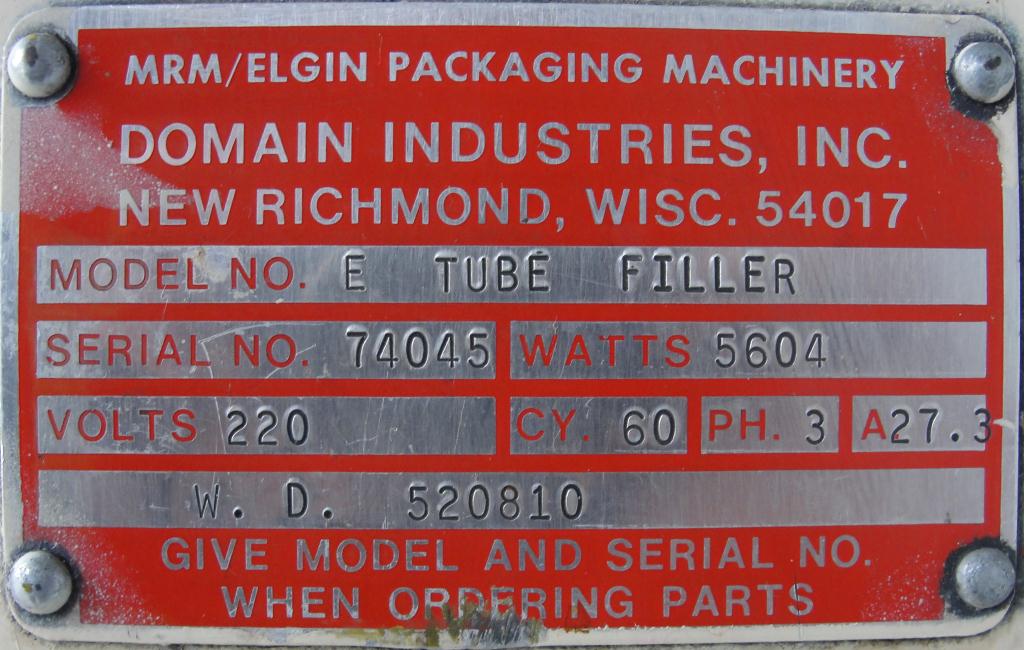 MRM/ELGIN PACKAGING MACHINERY
DOMAIN INDUSTRIES, INC.
NEW RICHMOND, WISC. 54017
MODEL NO. E TUBE FILLER
SERIAL NO. 74045 WATTS 5604
VOLTS 220 CY. 60 PH. 3 A 27.3
W. D. 520810
GIVE MODEL AND SERIAL NO.
WHEN ORDERING PARTS